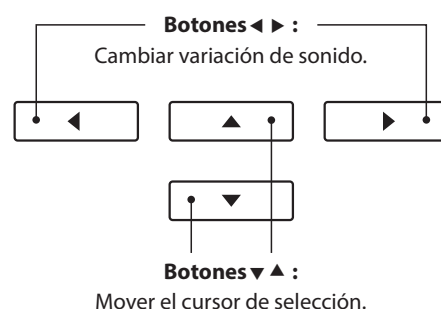 Botones ◀ ▶ :
Cambiar variación de sonido.
Botones ▼ ▲ :
Mover el cursor de selección.